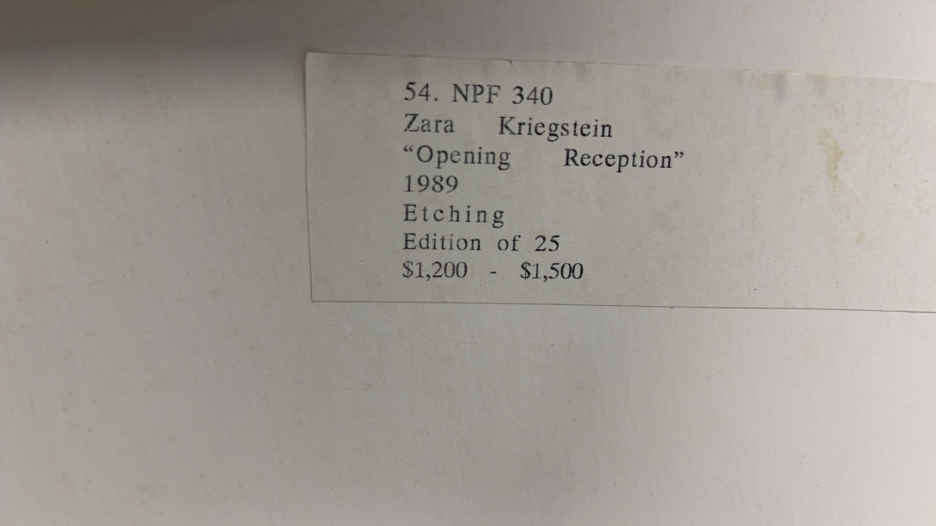 54. NPF 340
Zara Kriegstein
“Opening Reception”
1989
Etching
Edition of 25
$1,200 - $1,500